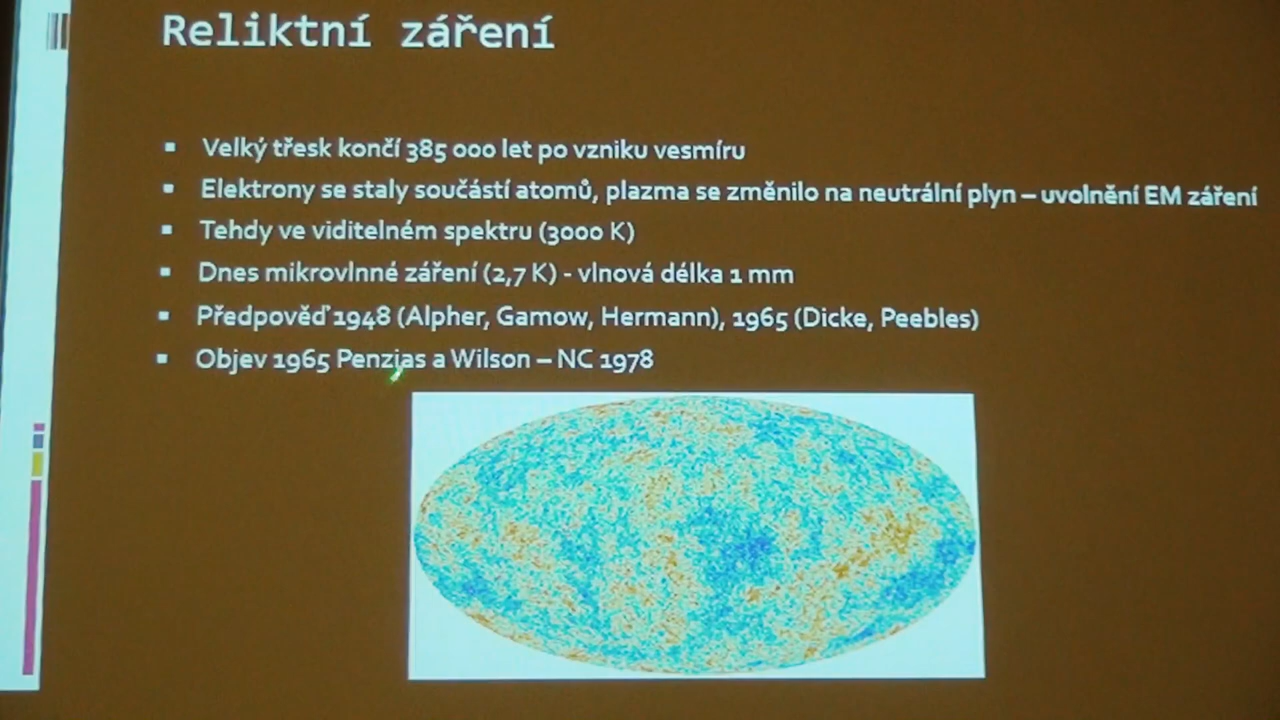 Reliktní záření
Velký třesk končí 385 000 let po vzniku vesmíru
Elektrony se staly součástí atomů, plazma se změnilo na neutrální plyn – uvolnění EM záření
Tehdy ve viditelném spektru (3000 K)
Dnes mikrovlnné záření (2,7 K) - vlnová délka 1 mm
Předpověď 1948 (Alpher, Gamow, Hermann), 1965 (Dicke, Peebles)
Objev 1965 Penzias a Wilson – NC 1978